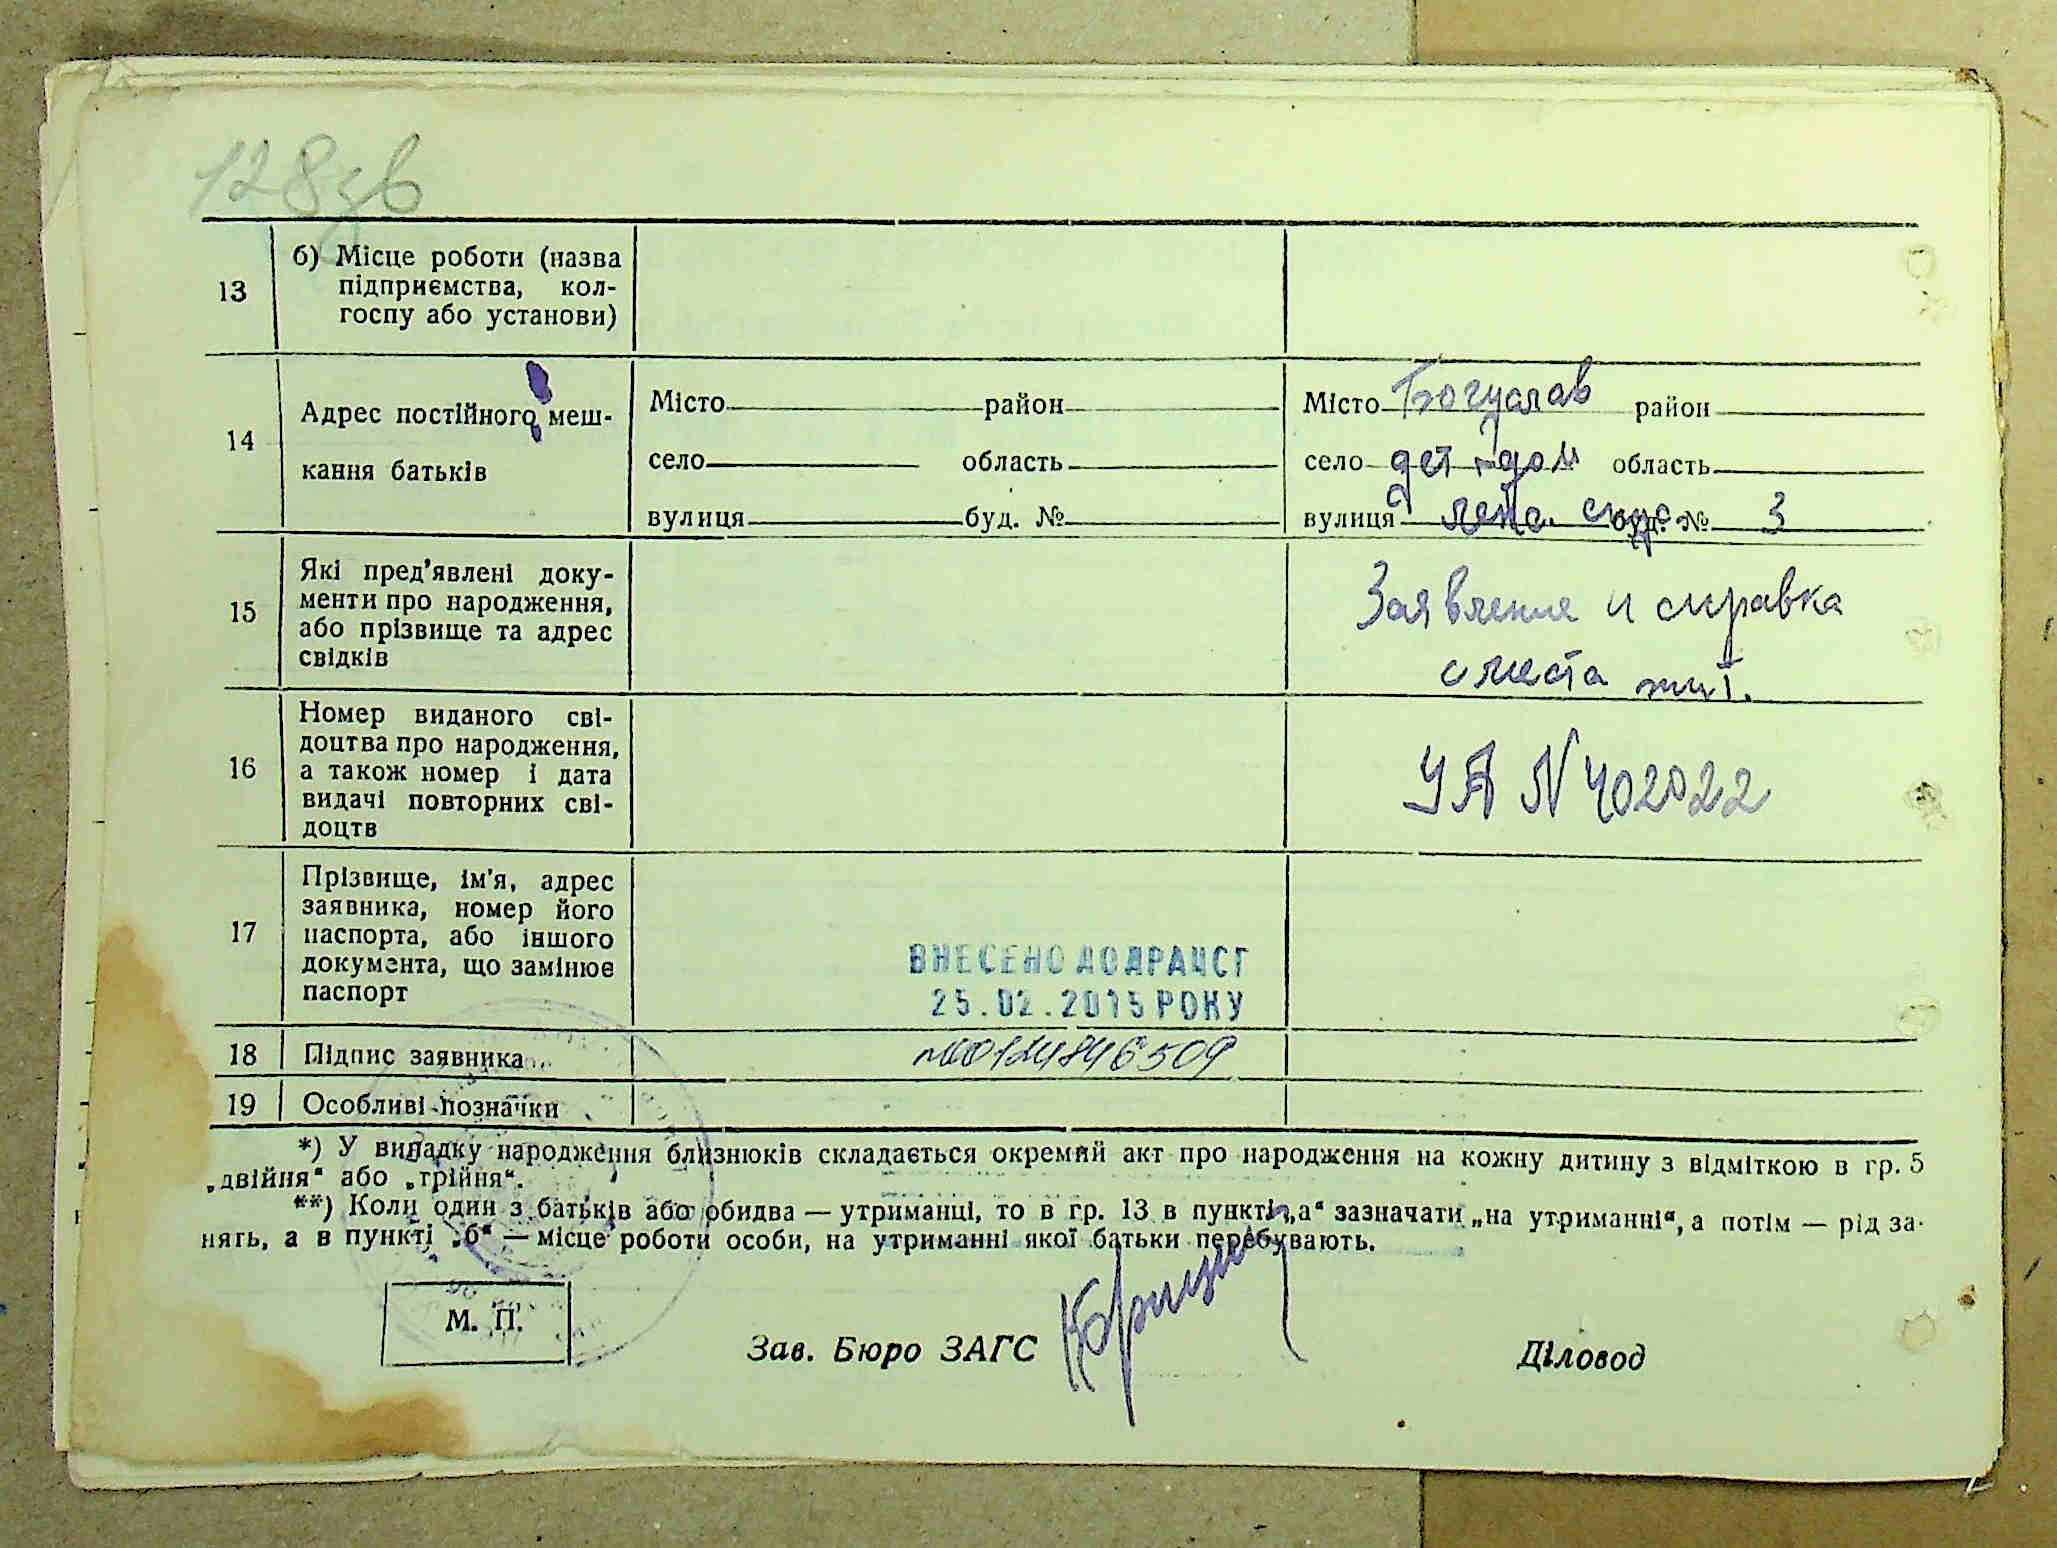 128зв
13
б) Місце роботи (назва
підприємства, кол-
госпу або установи)
14
Адрес постійного меш-
кання батьків
Місто район
село область
вулиця буд. №
Місто Богуслав район
село дет. дом область
вулиця буд. № 3
15
Які пред'явлені доку-
менти про народження,
або прізвище та адрес
свідків
Заявление и справка
с места жит.
16
Номер виданого сві-
доцтва про народження,
а також номер і дата
видачі повторних сві-
доцтв
УА N 402022
17
Прізвище, ім'я, адрес
заявника, номер його
паспорта, або іншого
документа, що замінює
паспорт
ВНЕСЕНО ДО ДРАЦСГ
25.02.2015 РОКУ
18
Підпис заявника
№00124846509
19
Особливі позначки
*) У випадку народження близнюків складається окремий акт про народження на кожну дитину з відміткою в гр. 5
„двійня“ або „трійня“.
**) Коли один з батьків або обидва — утриманці, то в гр. 13 в пункті „а“ зазначати „на утриманні“, а потім — рід за-
нять, а в пункті „б“ — місце роботи особи, на утриманні якої батьки перебувають.
М. П.
Зав. Бюро ЗАГС
Діловод